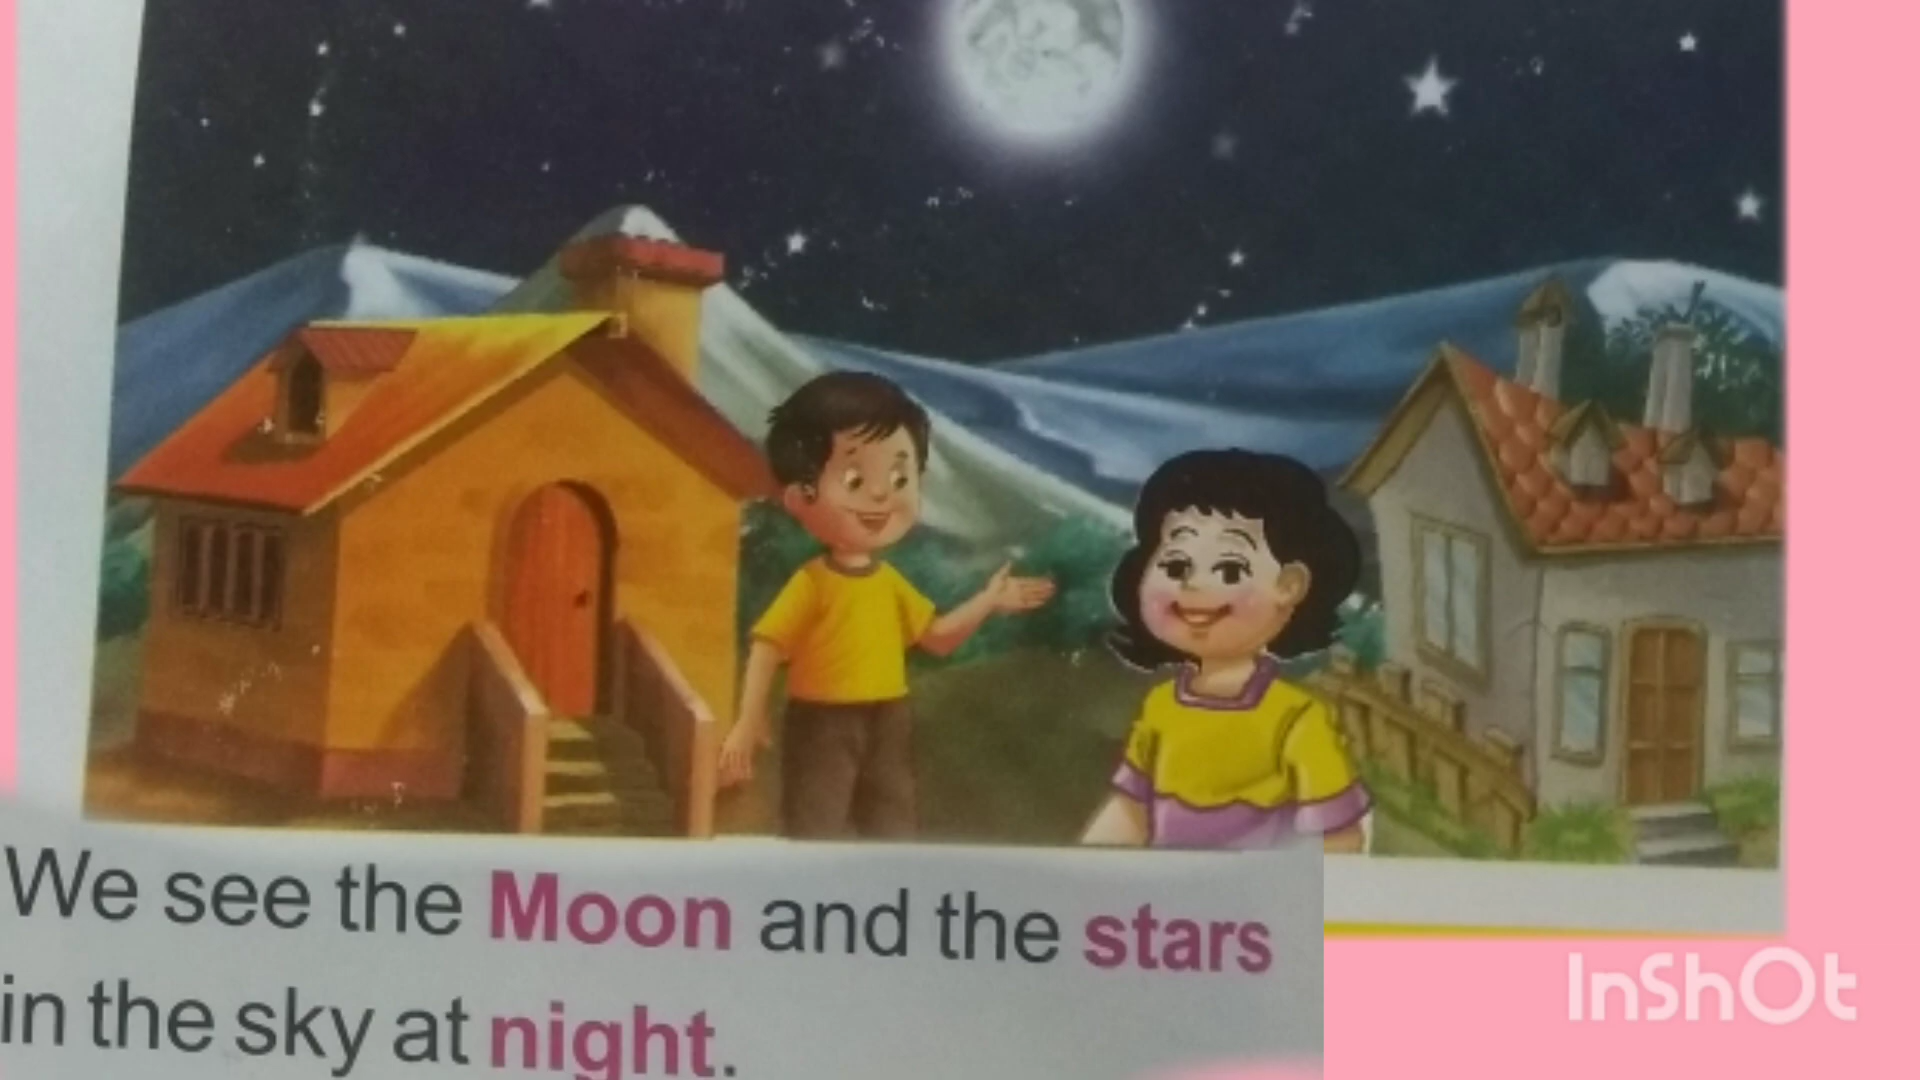 We see the Moon and the stars
in the sky at night.
InShOt